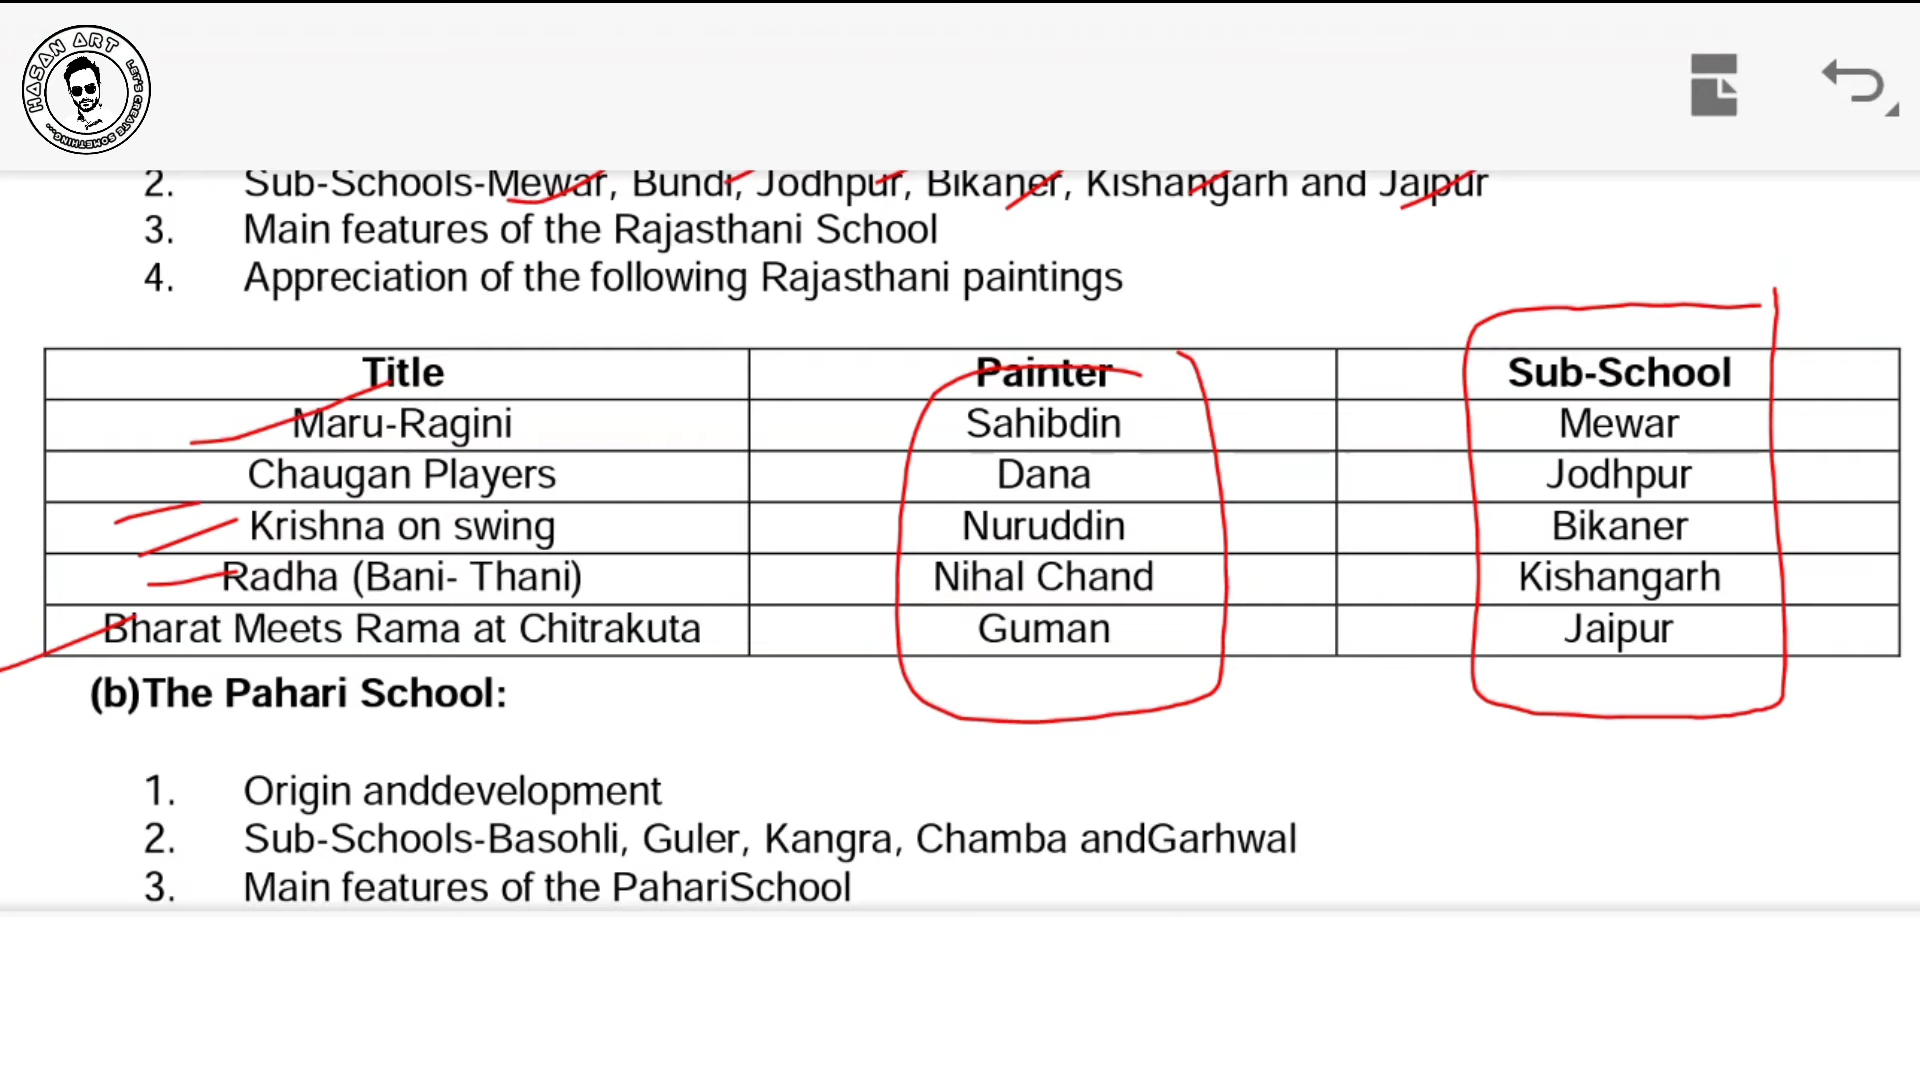 HASAN ART
LET'S CREATE SOMETHING...
2. Sub-Schools-Mewar, Bundi, Jodhpur, Bikaner, Kishangarh and Jaipur
3. Main features of the Rajasthani School
4. Appreciation of the following Rajasthani paintings
Title Painter Sub-School
Maru-Ragini Sahibdin Mewar
Chaugan Players Dana Jodhpur
Krishna on swing Nuruddin Bikaner
Radha (Bani- Thani) Nihal Chand Kishangarh
Bharat Meets Rama at Chitrakuta Guman Jaipur
(b)The Pahari School:
1. Origin anddevelopment
2. Sub-Schools-Basohli, Guler, Kangra, Chamba andGarhwal
3. Main features of the PahariSchool